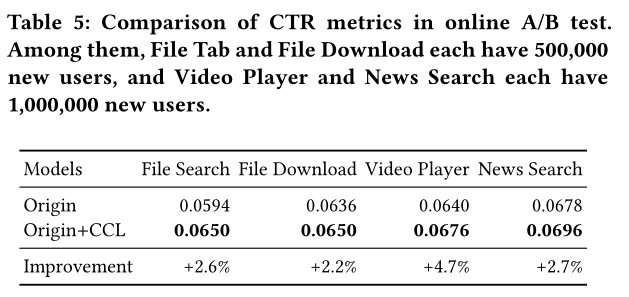 Table 5: Comparison of CTR metrics in online A/B test.
Among them, File Tab and File Download each have 500,000
new users, and Video Player and News Search each have
1,000,000 new users.
Models File Search File Download Video Player News Search
Origin 0.0594 0.0636 0.0640 0.0678
Origin+CCL 0.0650 0.0650 0.0676 0.0696
Improvement +2.6% +2.2% +4.7% +2.7%